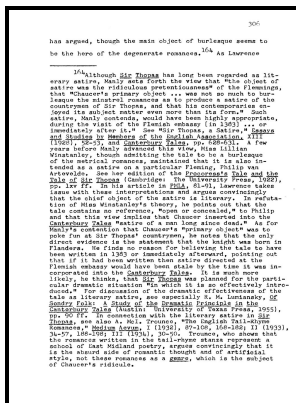 306
has argued, though the main object of burlesque seems to
be the hero of the degenerate romances.164 As Lawrence
164Although Sir Thopas has long been regarded as lit-
erary satire, Manly sets forth the view that "the object of
satire was the ridiculous pretentiousness" of the Flemmings,
that "Chaucer's primary object ... was not so much to bur-
lesque the minstrel romances as to produce a satire of the
countrymen of Sir Thopas, and that his contemporaries en-
joyed its subject matter even more than its form." Such
satire, Manly contends, would have been highly appropriate,
during the visit of the Flemish embassy [in 1383] ... or
immediately after it." See "Sir Thopas, a Satire," Essays
and Studies by Members of the English Association, XIII
(1928), 52-53, and Canterbury Tales, pp. 628-631. A few
years before Manly advanced this view, Miss Lillian
Winstanley, though admitting the tale to be a burlesque
of the metrical romances, maintained that it is also in-
tended as a satire on a particular Fleming, Philip van
Artevelde. See her edition of the Prioresse's Tale and the
Tale of Sir Thopas (Cambridge: The University Press, 1922),
pp. lxv ff. In his article in PMLA, 81-91, Lawrence takes
issue with these interpretations and argues convincingly
that the chief object of the satire is literary. In refuta-
tion of Miss Winstanley's theory, he points out that the
tale contains no reference, "open or concealed," to Philip
and that this view implies that Chaucer inserted into the
Canterbury Tales "satire of a man long since dead." As for
Manly's contention that Chaucer's "primary object" was to
poke fun at Sir Thopas' countrymen, he notes that the only
direct evidence is the statement that the knight was born in
Flanders. He finds no reason for believing the tale to have
been written in 1383 or immediately afterward, pointing out
that if it had been written then satire directed at the
Flemish embassy would have been stale by the time it was in-
corporated into the Canterbury Tales. It is much more
likely, he thinks, that Sir Thopas was planned for the parti-
cular dramatic situation "in which it is so effectively intro-
duced." For discussion of the dramatic effectiveness of the
tale as literary satire, see especially R. M. Lumiansky, Of
Sondry Folk: A Study of the Dramatic Principle in the
Canterbury Tales (Austin: University of Texas Press, 1955),
pp. 90 ff. In connection with the literary satire in Sir
Thopas, see also A. McI. Trounce, "The English Tail-Rhyme
Romances," Medium Aevum, I (1932), 87-108, 168-182; II (1933),
34-57, 189-198; III (1934), 30-50. Trounce, who shows that
the romances written in the tail-rhyme stanza represent a
school of East Midland poetry, argues convincingly that it
is the absurd side of romantic thought and of artificial
style, not these romances as a genre, which is the subject
of Chaucer's ridicule.